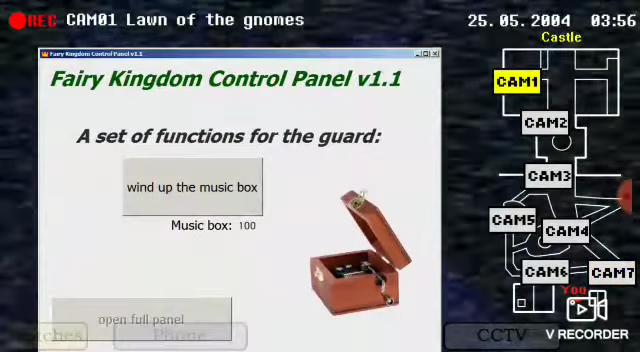 REC CAM01 Lawn of the gnomes
25.05.2004 03:56
Castle
Fairy Kingdom Control Panel v1.1
Fairy Kingdom Control Panel v1.1
A set of functions for the guard:
wind up the music box
Music box: 100
open full panel
Phone
CCTV
CAM1
CAM2
CAM3
CAM5
CAM4
CAM6
CAM7
You
V RECORDER